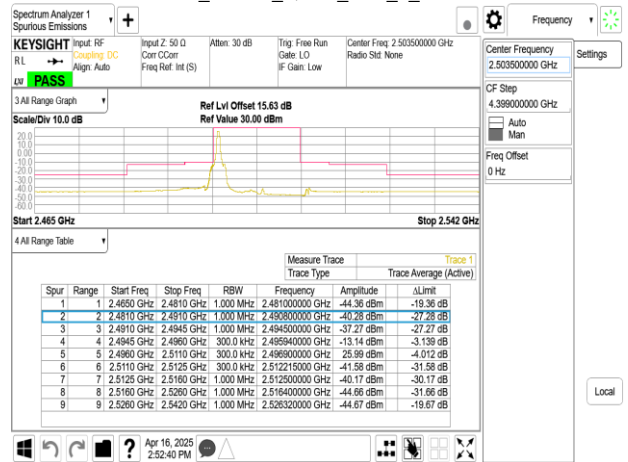 Spectrum Analyzer 1
Spurious Emissions
Frequency
KEYSIGHT
Input: RF
Coupling: DC
Align: Auto
Input Z: 50 Ω
Corr CCorr
Freq Ref: Int (S)
Atten: 30 dB
Trig: Free Run
Gate: LO
IF Gain: Low
Center Freq: 2.503500000 GHz
Radio Std: None
RL
LXI PASS
Center Frequency
2.503500000 GHz
Settings
CF Step
4.399000000 GHz
Auto
Man
Freq Offset
0 Hz
3 All Range Graph
Ref Lvl Offset 15.63 dB
Scale/Div 10.0 dB
Ref Value 30.00 dBm
20.0
10.0
0.00
-10.0
-20.0
-30.0
-40.0
-50.0
-60.0
Start 2.465 GHz
Stop 2.542 GHz
4 All Range Table
Measure Trace Trace 1
Trace Type Trace Average (Active)
Spur Range Start Freq Stop Freq RBW Frequency Amplitude ΔLimit
1 1 2.4650 GHz 2.4810 GHz 1.000 MHz 2.481000000 GHz -44.36 dBm -19.36 dB
2 2 2.4810 GHz 2.4910 GHz 1.000 MHz 2.490800000 GHz -40.28 dBm -27.28 dB
3 3 2.4910 GHz 2.4945 GHz 1.000 MHz 2.494500000 GHz -37.27 dBm -27.27 dB
4 4 2.4945 GHz 2.4960 GHz 300.0 kHz 2.495940000 GHz -13.14 dBm -3.139 dB
5 5 2.4960 GHz 2.5110 GHz 300.0 kHz 2.496900000 GHz 25.99 dBm -4.012 dB
6 6 2.5110 GHz 2.5125 GHz 300.0 kHz 2.512215000 GHz -41.58 dBm -31.58 dB
7 7 2.5125 GHz 2.5160 GHz 1.000 MHz 2.512500000 GHz -40.17 dBm -30.17 dB
8 8 2.5160 GHz 2.5260 GHz 1.000 MHz 2.516400000 GHz -44.66 dBm -31.66 dB
9 9 2.5260 GHz 2.5420 GHz 1.000 MHz 2.526320000 GHz -44.67 dBm -19.67 dB
Local
Apr 16, 2025
2:52:40 PM